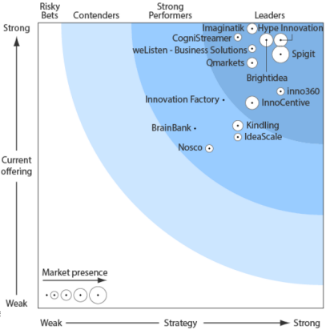 Risky
Bets
Contenders
Strong
Performers
Leaders
Strong
Imaginatik
Hype Innovation
CogniStreamer
weListen - Business Solutions
Spigit
Qmarkets
Brightidea
inno360
Innovation Factory
InnoCentive
BrainBank
Kindling
IdeaScale
Nosco
Current
offering
Market presence
Weak
Weak
Strategy
Strong